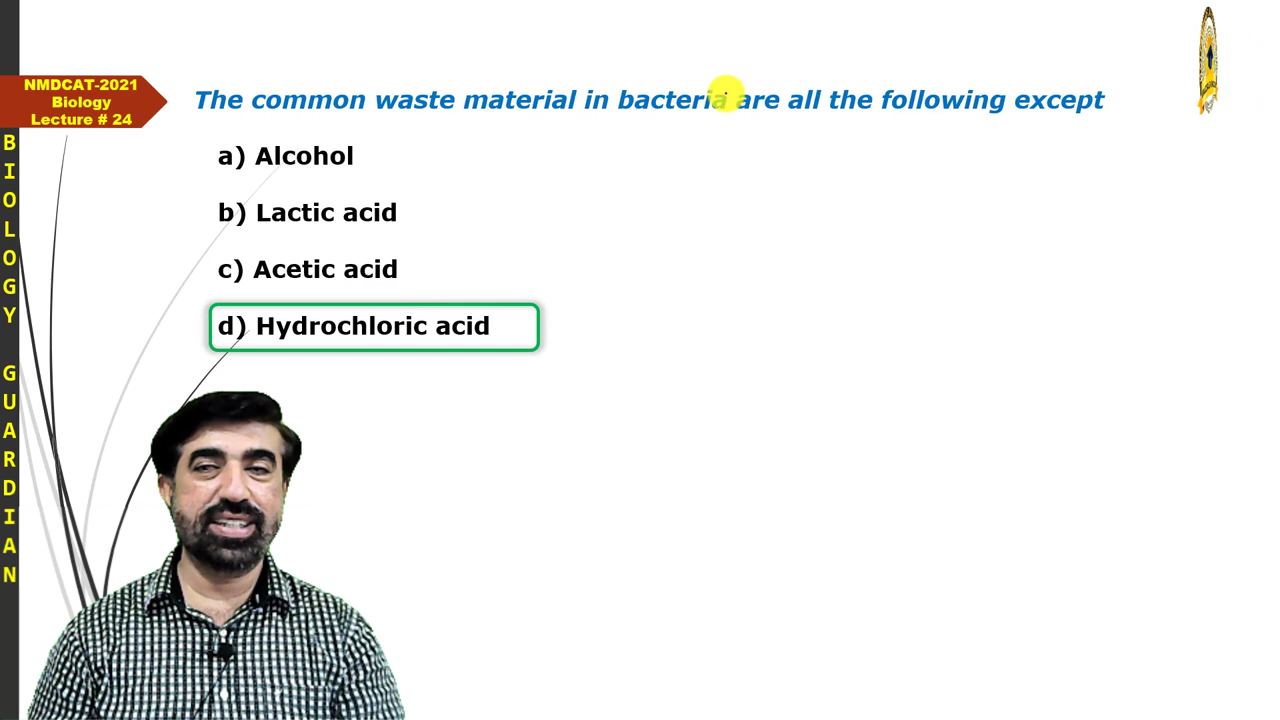 NMDCAT-2021
Biology
Lecture # 24
The common waste material in bacteria are all the following except
a) Alcohol
b) Lactic acid
c) Acetic acid
d) Hydrochloric acid
BIOLOGY GUARDIAN